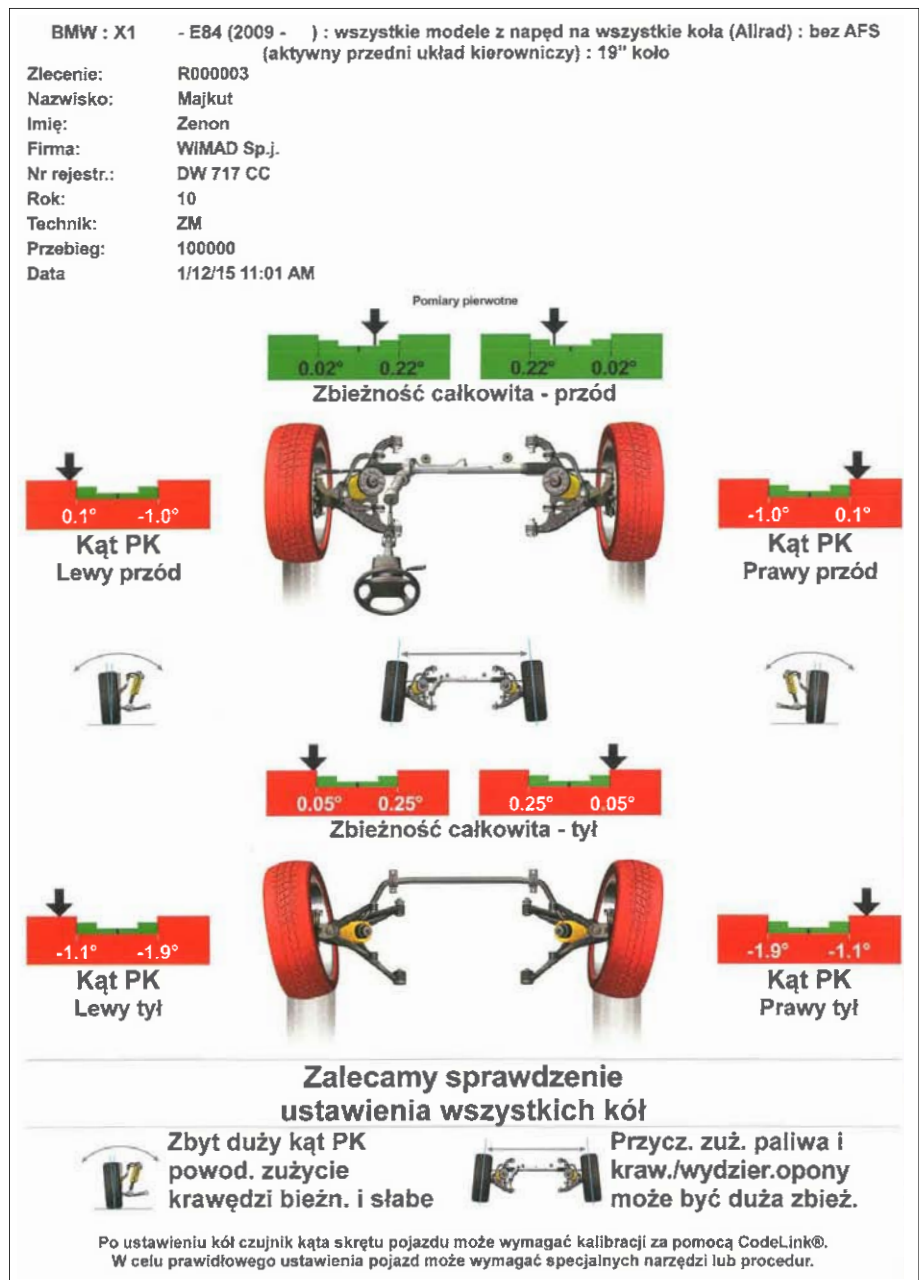 BMW : X1 - E84 (2009 - ) : wszystkie modele z napęd na wszystkie koła (Allrad) : bez AFS
(aktywny przedni układ kierowniczy) : 19" koło
Zlecenie: R000003
Nazwisko: Majkut
Imię: Zenon
Firma: WIMAD Sp.j.
Nr rejestr.: DW 717 CC
Rok: 10
Technik: ZM
Przebieg: 100000
Data 1/12/15 11:01 AM
Pomiary pierwotne
0.02° 0.22° 0.22° 0.02°
Zbieżność całkowita - przód
0.1° -1.0°
Kąt PK
Lewy przód
-1.0° 0.1°
Kąt PK
Prawy przód
0.05° 0.25° 0.25° 0.05°
Zbieżność całkowita - tył
-1.1° -1.9°
Kąt PK
Lewy tył
-1.9° -1.1°
Kąt PK
Prawy tył
Zalecamy sprawdzenie
ustawienia wszystkich kół
Zbyt duży kąt PK
powod. zużycie
krawędzi bieżn. i słabe
Przycz. zuż. paliwa i
kraw./wydzier.opony
może być duża zbież.
Po ustawieniu kół czujnik kąta skrętu pojazdu może wymagać kalibracji za pomocą CodeLink®.
W celu prawidłowego ustawienia pojazd może wymagać specjalnych narzędzi lub procedur.